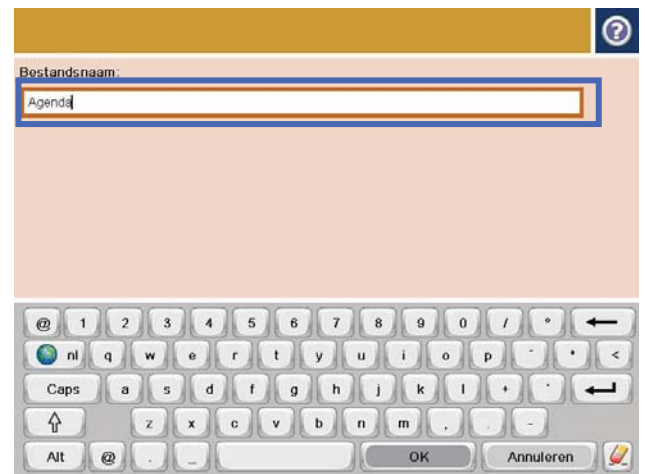 ?
Bestandsnaam:
Agenda
@ 1 2 3 4 5 6 7 8 9 0 / °
nl q w e r t y u i o p <
Caps a s d f g h j k l +
z x c v b n m , . -
Alt @ . _ OK Annuleren